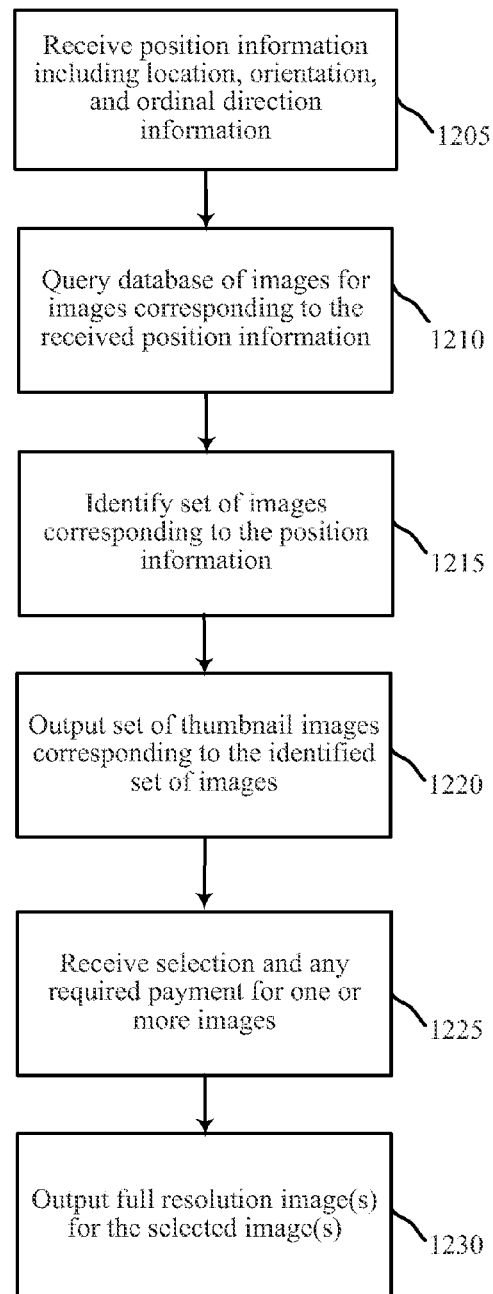 Receive position information
including location, orientation,
and ordinal direction
information
1205
Query database of images for
images corresponding to the
received position information
1210
Identify set of images
corresponding to the position
information
1215
Output set of thumbnail images
corresponding to the identified
set of images
1220
Receive selection and any
required payment for one or
more images
1225
Output full resolution image(s)
for the selected image(s)
1230